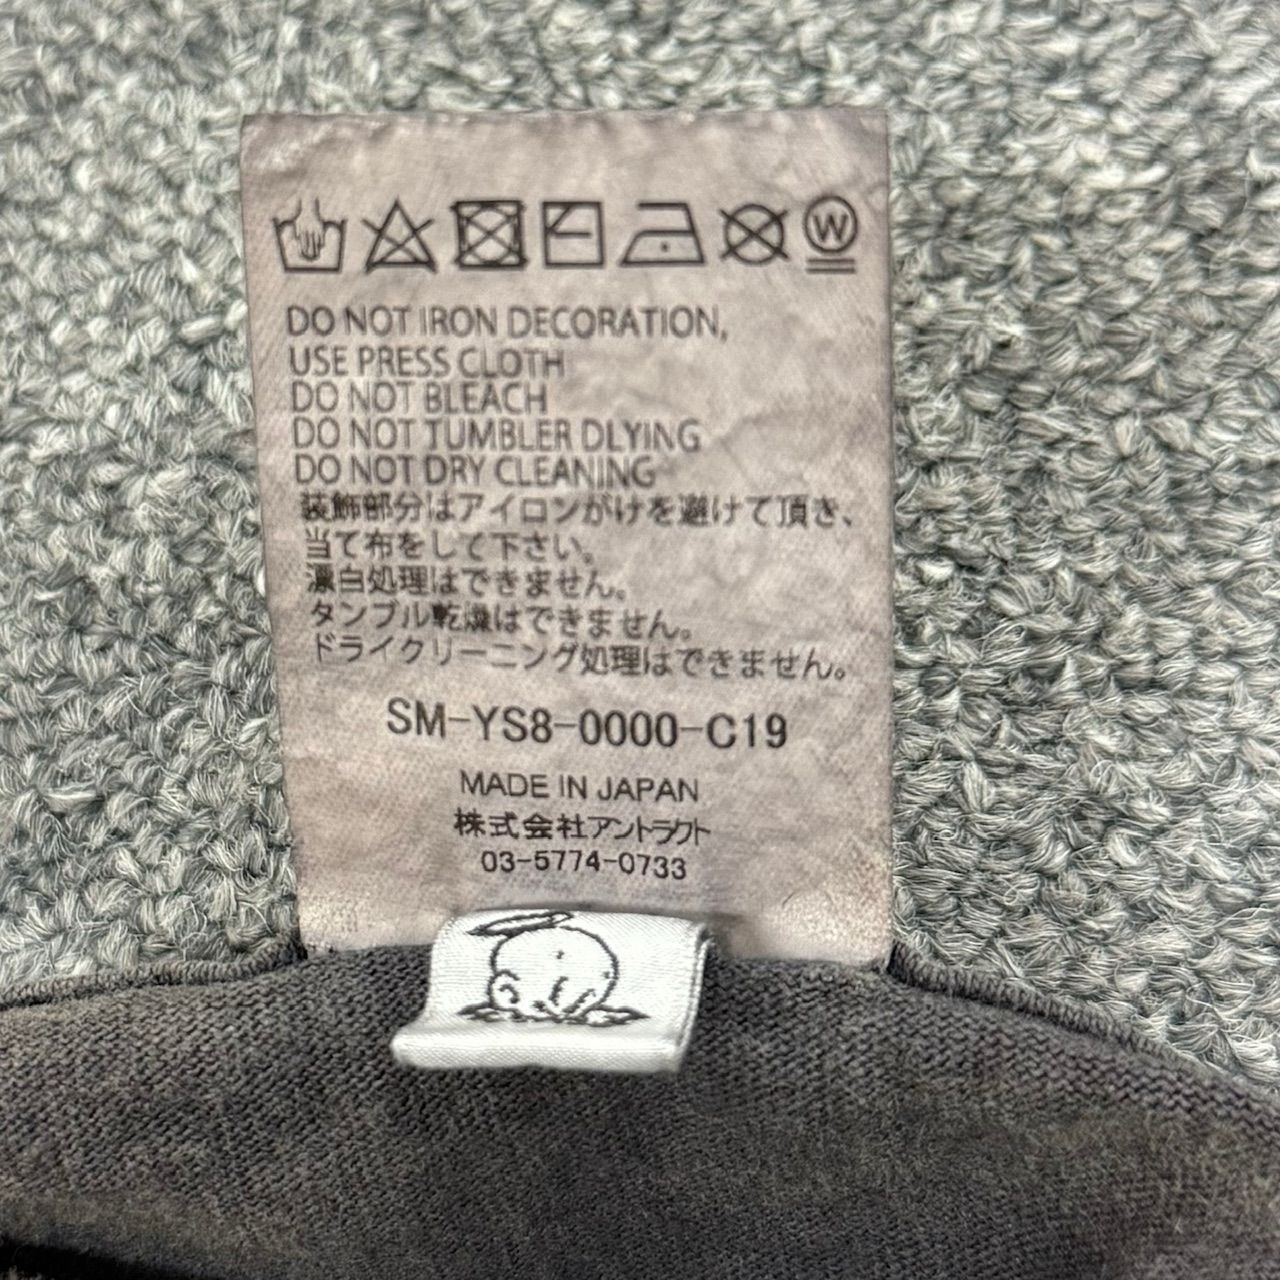 W
DO NOT IRON DECORATION,
USE PRESS CLOTH
DO NOT BLEACH
DO NOT TUMBLER DLYING
DO NOT DRY CLEANING
装飾部分はアイロンがけを避けて頂き、
当て布をして下さい。
漂白処理はできません。
タンブル乾燥はできません。
ドライクリーニング処理はできません。
SM-YS8-0000-C19
MADE IN JAPAN
株式会社アントラクト
03-5774-0733